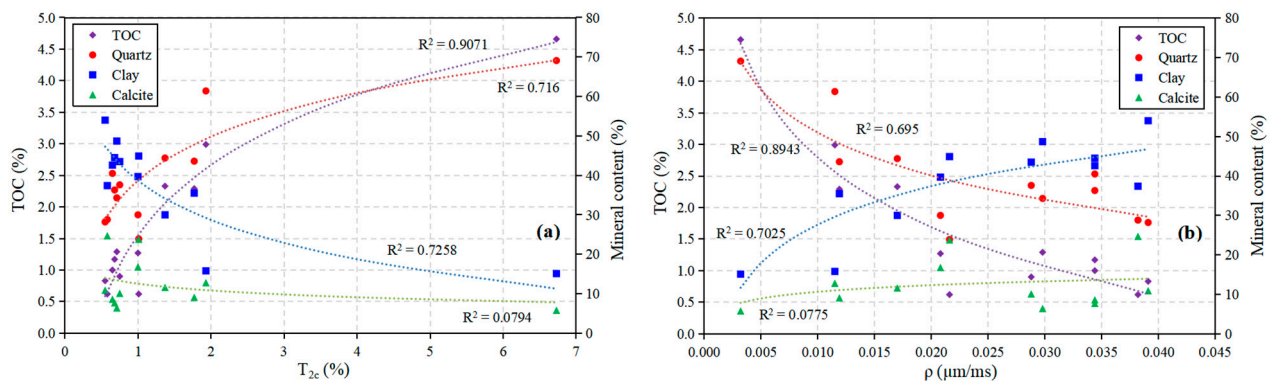 5.0
4.5
4.0
3.5
3.0
2.5
2.0
1.5
1.0
0.5
0.0
TOC (%)
80
70
60
50
40
30
20
10
0
Mineral content (%)
TOC
Quartz
Clay
Calcite
R² = 0.9071
R² = 0.716
R² = 0.7258
R² = 0.0794
(a)
0 1 2 3 4 5 6 7
T₂c (%)
5.0
4.5
4.0
3.5
3.0
2.5
2.0
1.5
1.0
0.5
0.0
TOC (%)
80
70
60
50
40
30
20
10
0
Mineral content (%)
TOC
Quartz
Clay
Calcite
R² = 0.695
R² = 0.8943
R² = 0.7025
R² = 0.0775
(b)
0.000 0.005 0.010 0.015 0.020 0.025 0.030 0.035 0.040 0.045
ρ (μm/ms)